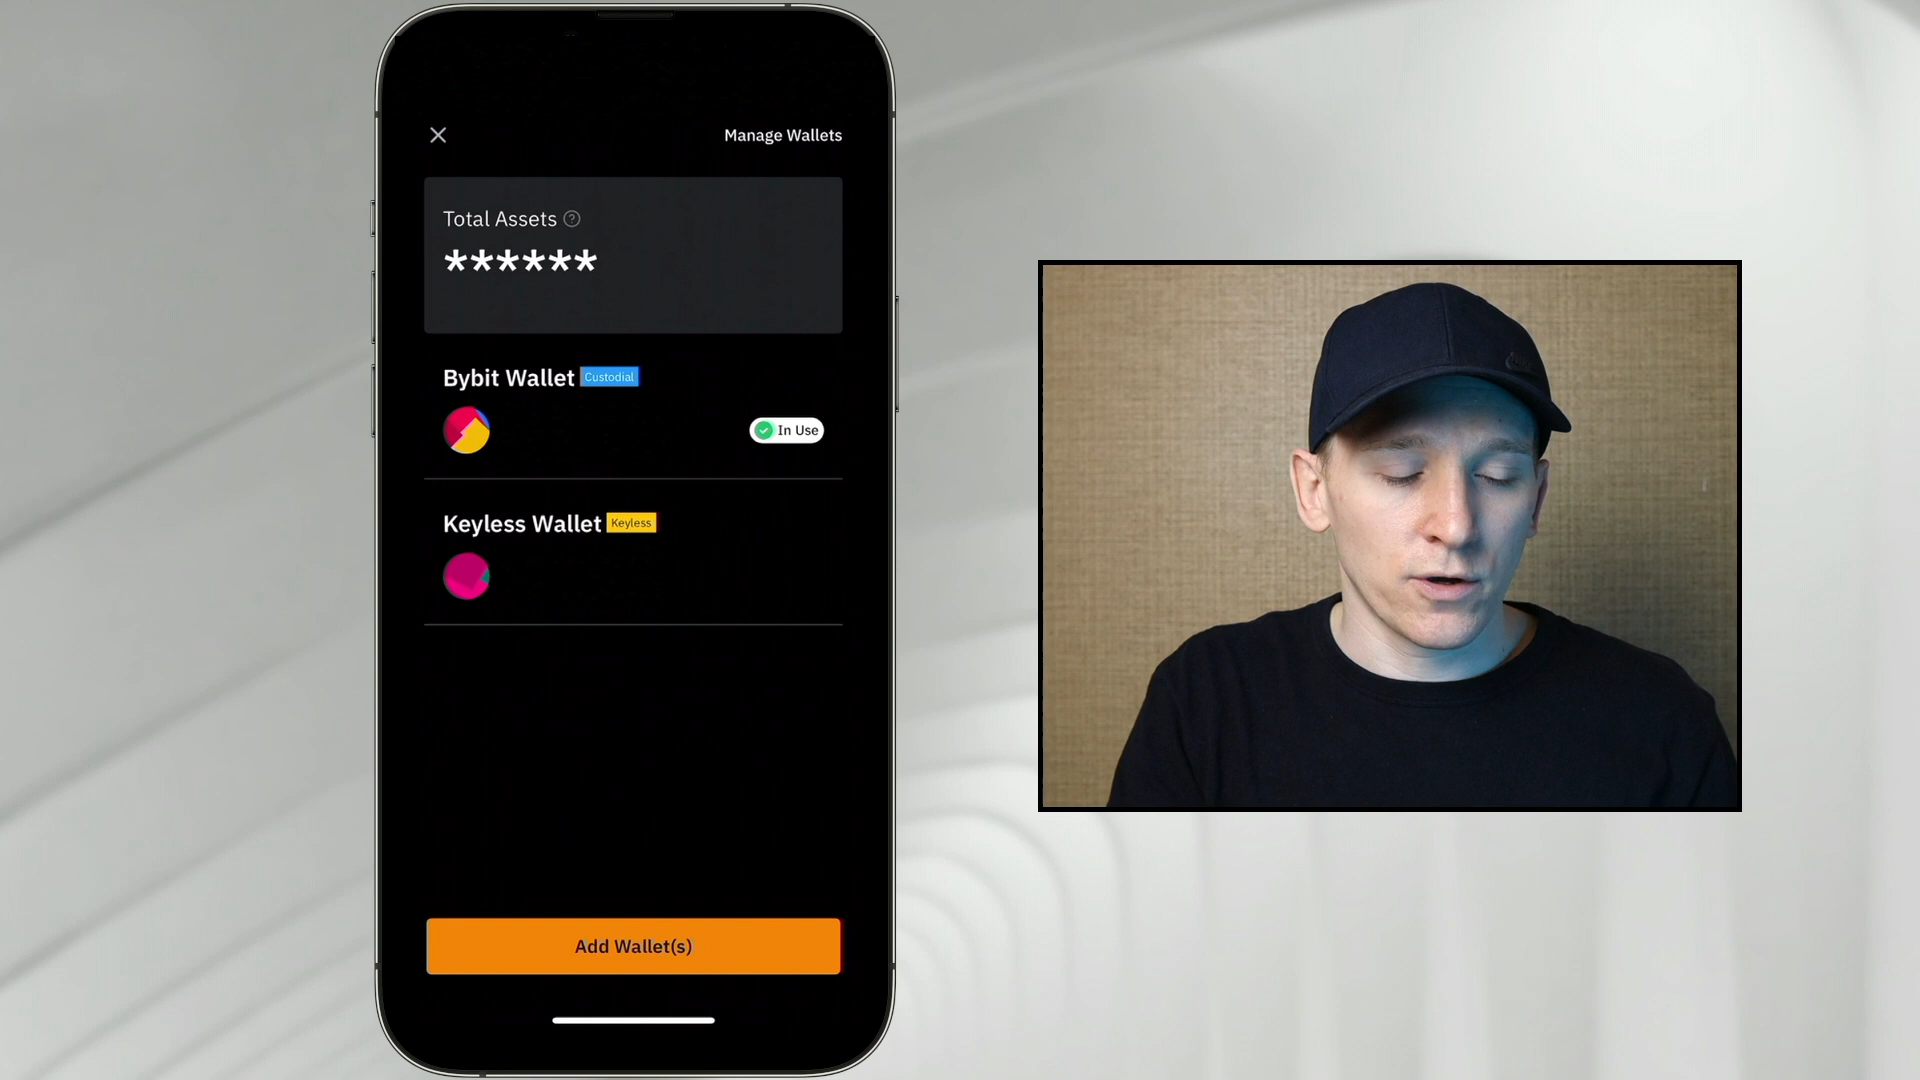 Manage Wallets
Total Assets ?
******
Bybit Wallet Custodial
In Use
Keyless Wallet Keyless
Add Wallet(s)